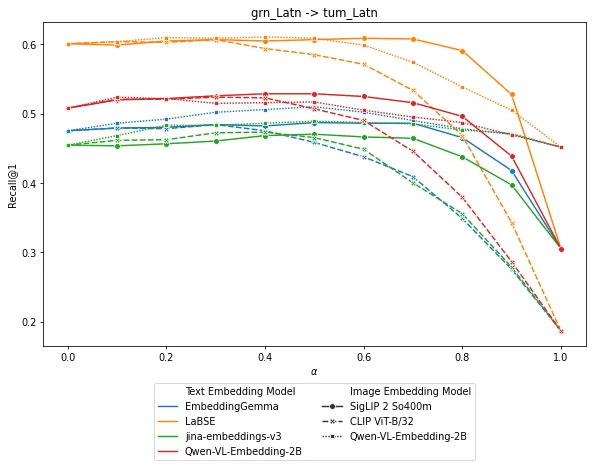 grn_Latn -> tum_Latn
Recall@1
0.6
0.5
0.4
0.3
0.2
0.0 0.2 0.4 0.6 0.8 1.0
α
Text Embedding Model Image Embedding Model
EmbeddingGemma SigLIP 2 So400m
LaBSE CLIP ViT-B/32
jina-embeddings-v3 Qwen-VL-Embedding-2B
Qwen-VL-Embedding-2B